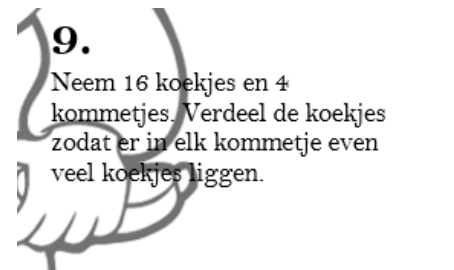 9.
Neem 16 koekjes en 4
kommetjes. Verdeel de koekjes
zodat er in elk kommetje even
veel koekjes liggen.